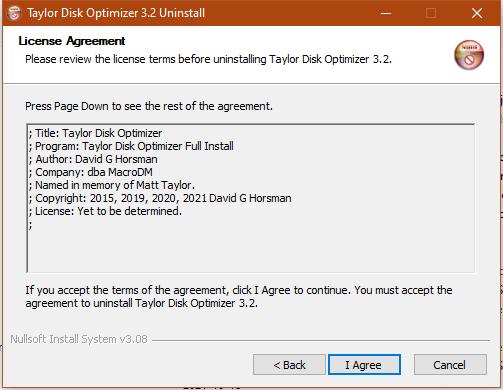 Taylor Disk Optimizer 3.2 Uninstall
License Agreement
Please review the license terms before uninstalling Taylor Disk Optimizer 3.2.
Press Page Down to see the rest of the agreement.
; Title: Taylor Disk Optimizer
; Program: Taylor Disk Optimizer Full Install
; Author: David G Horsman
; Company: dba MacroDM
; Named in memory of Matt Taylor.
; Copyright: 2015, 2019, 2020, 2021 David G Horsman
; License: Yet to be determined.
;
If you accept the terms of the agreement, click I Agree to continue. You must accept the
agreement to uninstall Taylor Disk Optimizer 3.2.
Nullsoft Install System v3.08
< Back
I Agree
Cancel